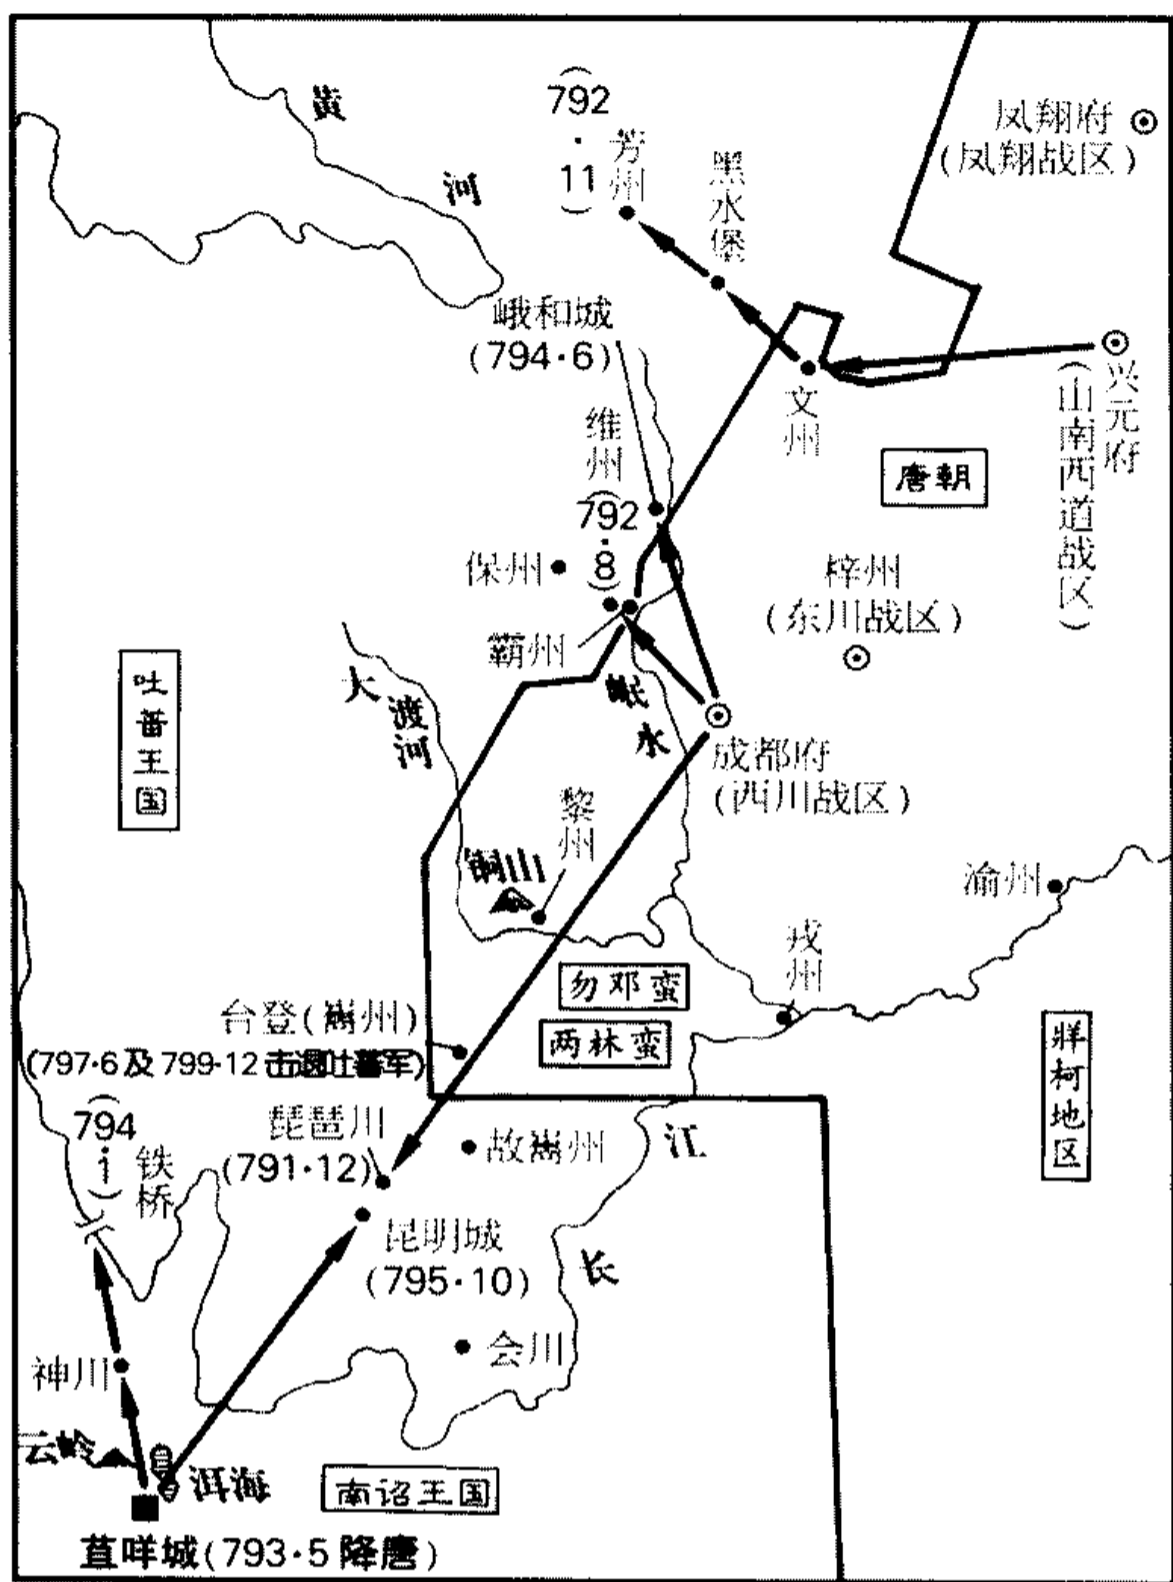 黄河
(792·11)
芳州
黑水堡
凤翔府
(凤翔战区)
峨和城
(794·6)
文州
兴元府
(山南西道战区)
唐朝
维州
(792·8)
保州
霸州
梓州
(东川战区)
吐蕃王国
大渡河
岷水
成都府
(西川战区)
黎州
铜山
渝州
戎州
勿邓蛮
两林蛮
台登(嶲州)
(797·6及799·12击退吐蕃军)
牂柯地区
(794·1)
铁桥
琵琶川
(791·12)
故嶲州
长江
昆明城
(795·10)
会川
神川
云岭
洱海
南诏王国
苴咩城(793·5降唐)